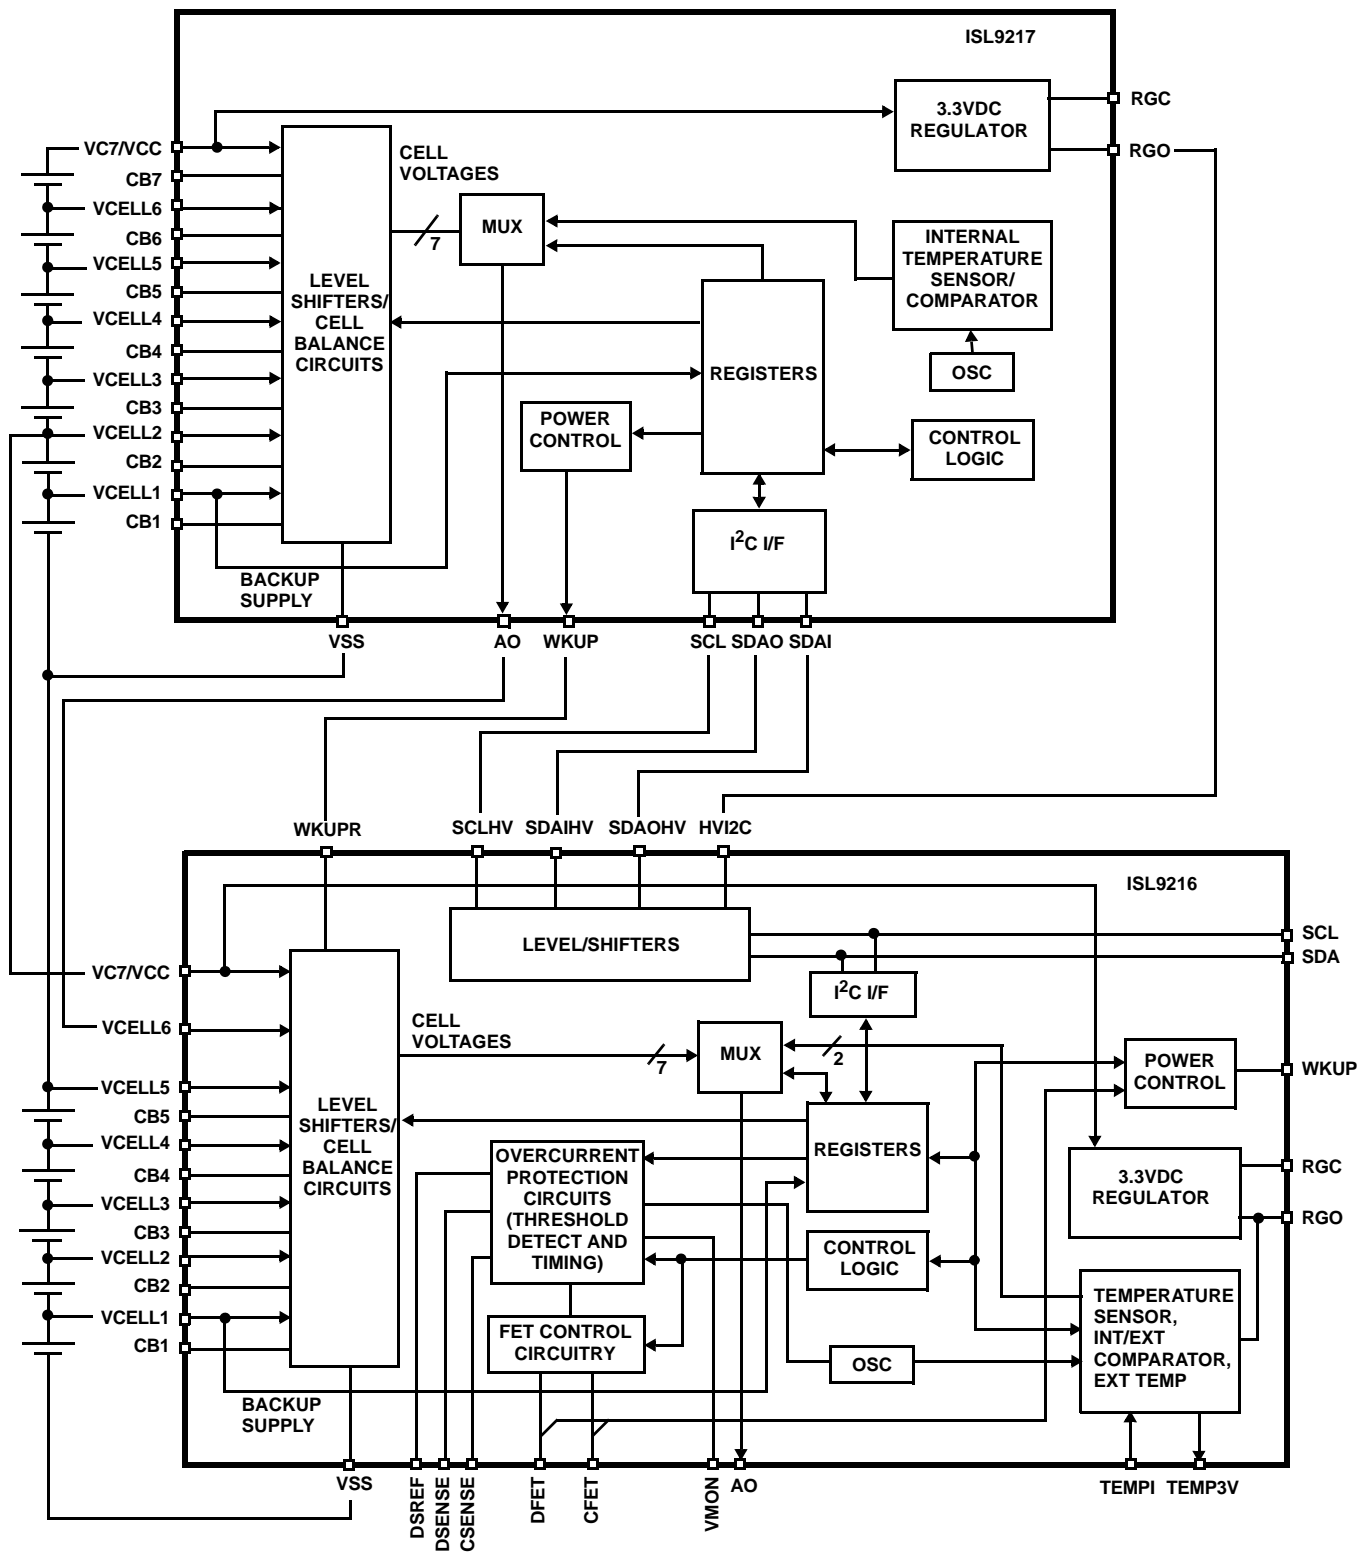 ISL9217
3.3VDC
REGULATOR
RGC
RGO
VC7/VCC
CB7
VCELL6
CB6
VCELL5
CB5
VCELL4
CB4
VCELL3
CB3
VCELL2
CB2
VCELL1
CB1
CELL
VOLTAGES
7
MUX
LEVEL
SHIFTERS/
CELL
BALANCE
CIRCUITS
INTERNAL
TEMPERATURE
SENSOR/
COMPARATOR
OSC
REGISTERS
POWER
CONTROL
CONTROL
LOGIC
I2C I/F
BACKUP
SUPPLY
VSS
AO
WKUP
SCL
SDAO
SDAI
WKUPR
SCLHV
SDAIHV
SDAOHV
HVI2C
ISL9216
LEVEL/SHIFTERS
SCL
SDA
I2C I/F
VC7/VCC
VCELL6
VCELL5
CB5
VCELL4
CB4
VCELL3
CB3
VCELL2
CB2
VCELL1
CB1
CELL
VOLTAGES
7
MUX
2
POWER
CONTROL
WKUP
LEVEL
SHIFTERS/
CELL
BALANCE
CIRCUITS
OVERCURRENT
PROTECTION
CIRCUITS
(THRESHOLD
DETECT AND
TIMING)
REGISTERS
3.3VDC
REGULATOR
RGC
RGO
CONTROL
LOGIC
FET CONTROL
CIRCUITRY
OSC
TEMPERATURE
SENSOR,
INT/EXT
COMPARATOR,
EXT TEMP
BACKUP
SUPPLY
VSS
DSREF
DSENSE
CSENSE
DFET
CFET
VMON
AO
TEMPI
TEMP3V